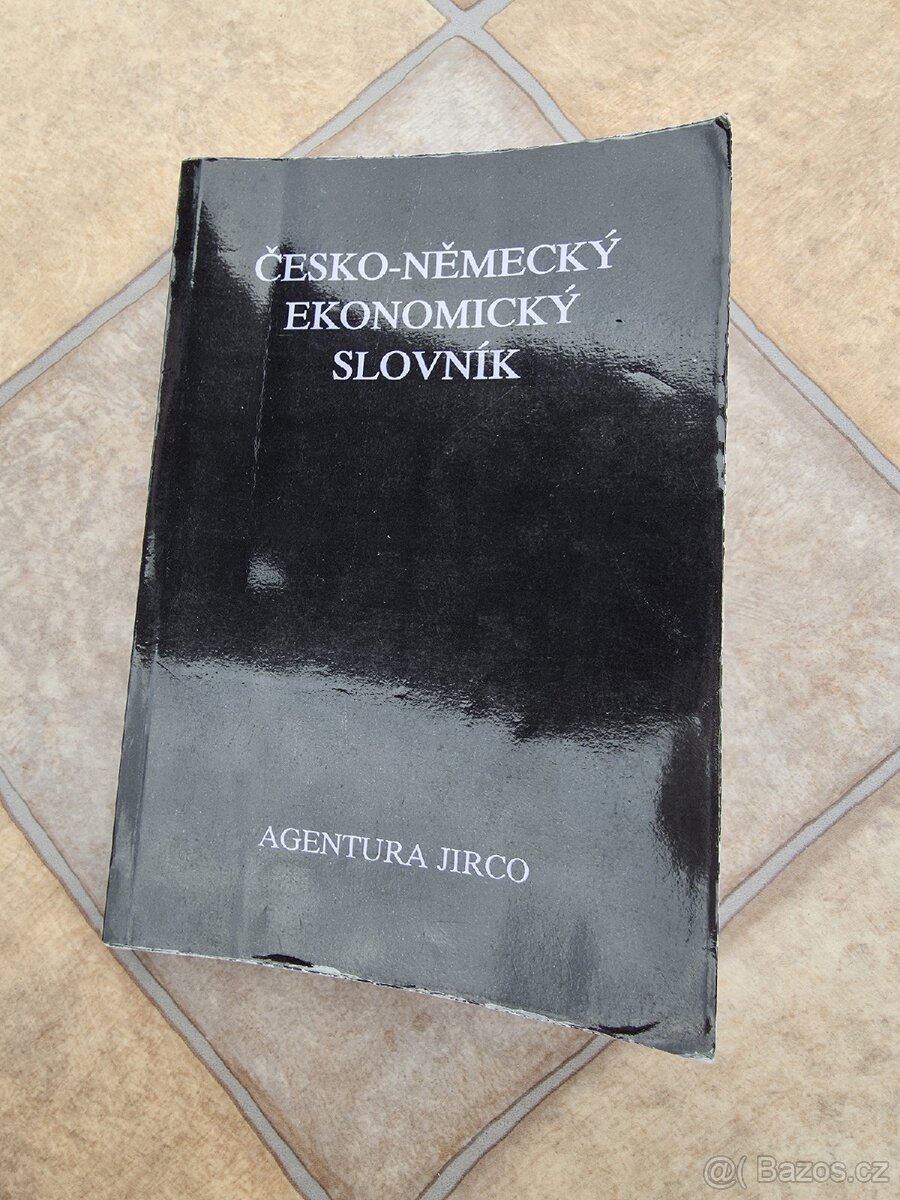 ČESKO-NĚMECKÝ
EKONOMICKÝ
SLOVNÍK
AGENTURA JIRCO
@( Bazos.cz